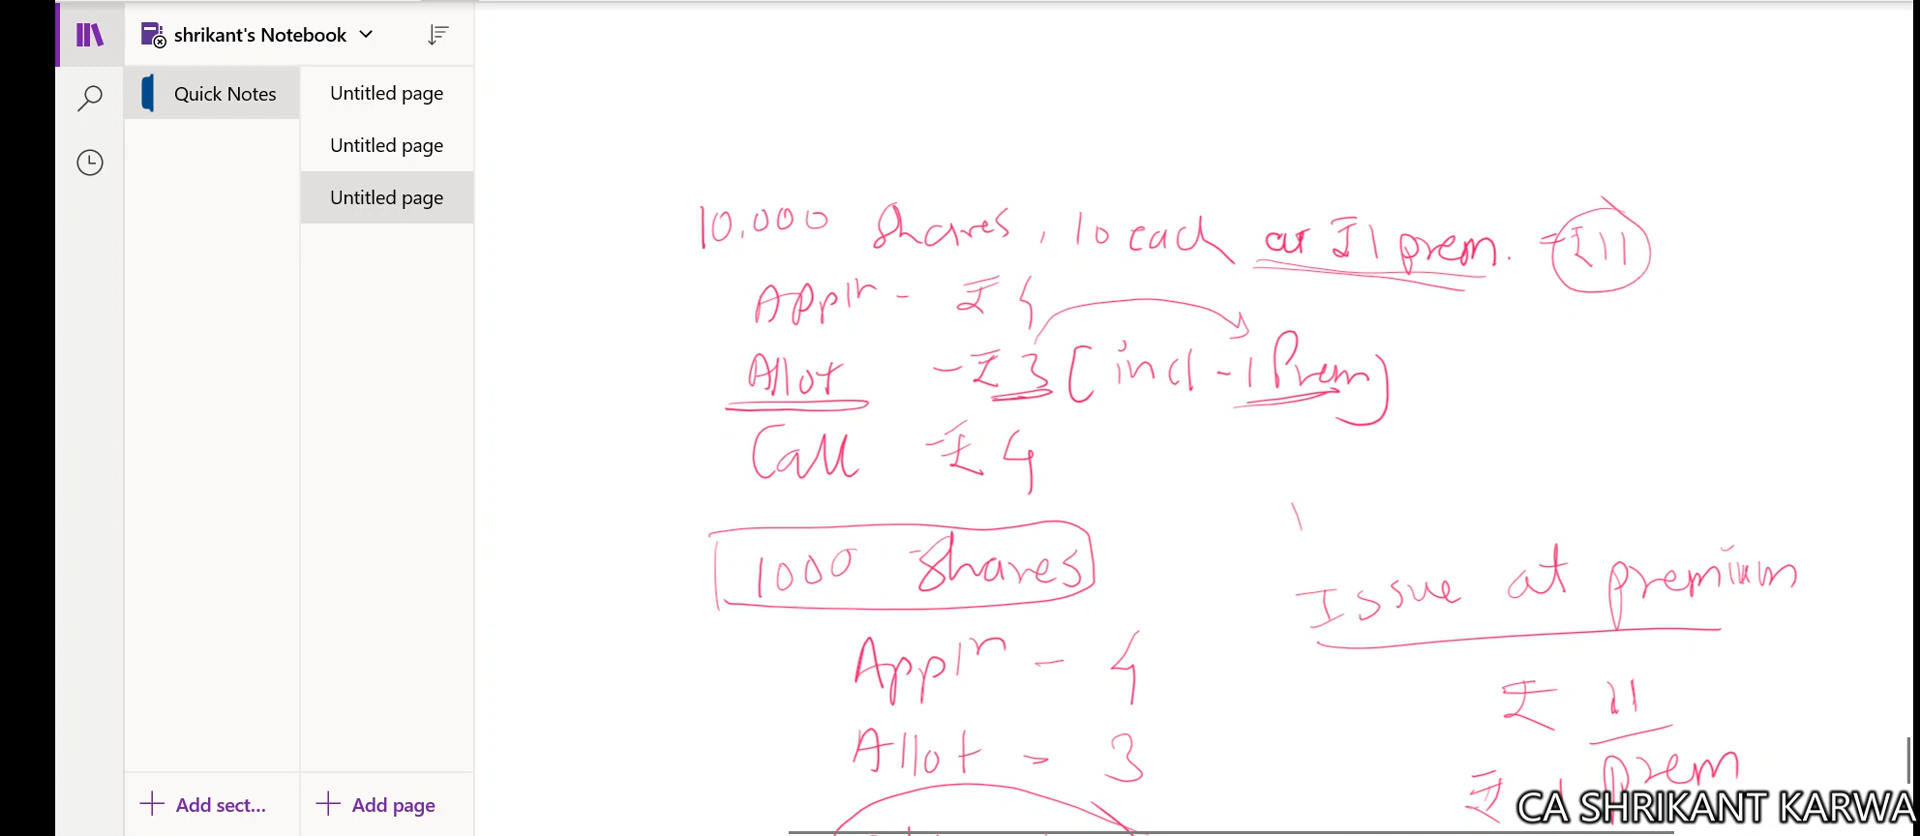 shrikant's Notebook
Quick Notes
Untitled page
Untitled page
Untitled page
10,000 Shares, 10 each at ₹1 prem. = ₹11
Appln - ₹ 4
Allot - ₹ 3 [incl - 1 Prem]
Call - ₹ 4
1000 Shares
Appln - 4
Allot - 3
Issue at premium
₹ 11
₹ prem
+ Add sect...
+ Add page
CA SHRIKANT KARWA